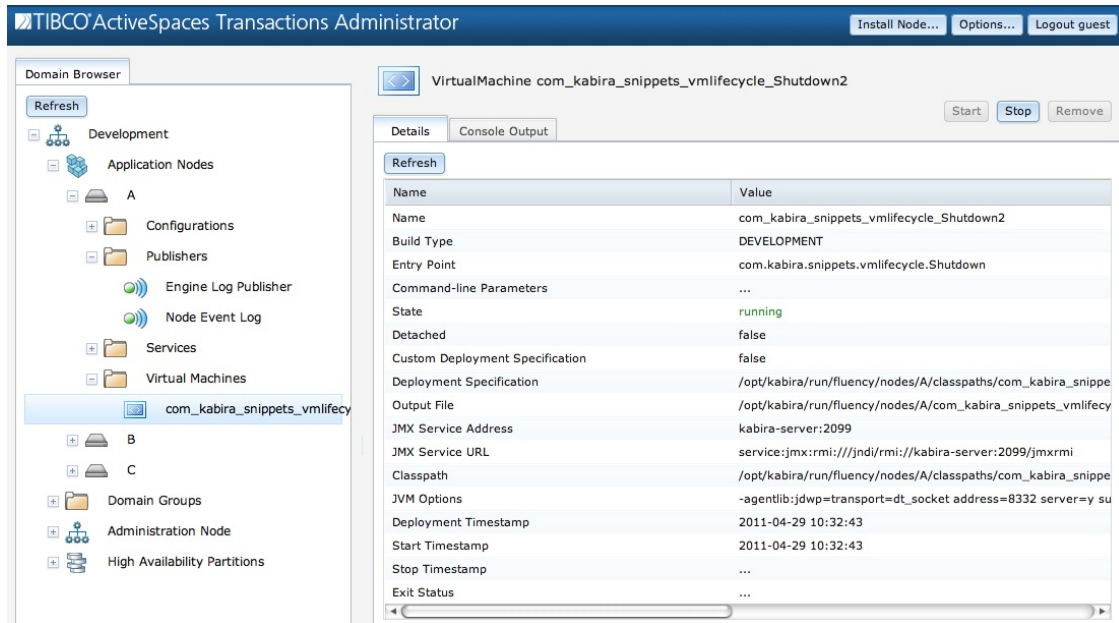 TIBCO® ActiveSpaces Transactions Administrator
Install Node... Options... Logout guest
Domain Browser
Refresh
Development
Application Nodes
A
Configurations
Publishers
Engine Log Publisher
Node Event Log
Services
Virtual Machines
com_kabira_snippets_vmlifecy
B
C
Domain Groups
Administration Node
High Availability Partitions
VirtualMachine com_kabira_snippets_vmlifecycle_Shutdown2
Start Stop Remove
Details Console Output
Refresh
Name Value
Name com_kabira_snippets_vmlifecycle_Shutdown2
Build Type DEVELOPMENT
Entry Point com.kabira.snippets.vmlifecycle.Shutdown
Command-line Parameters ...
State running
Detached false
Custom Deployment Specification false
Deployment Specification /opt/kabira/run/fluency/nodes/A/classpaths/com_kabira_snippe
Output File /opt/kabira/run/fluency/nodes/A/com_kabira_snippets_vmlifecy
JMX Service Address kabira-server:2099
JMX Service URL service:jmx:rmi:///jndi/rmi://kabira-server:2099/jmxrmi
Classpath /opt/kabira/run/fluency/nodes/A/classpaths/com_kabira_snippe
JVM Options -agentlib:jdwp=transport=dt_socket address=8332 server=y su
Deployment Timestamp 2011-04-29 10:32:43
Start Timestamp 2011-04-29 10:32:43
Stop Timestamp ...
Exit Status ...